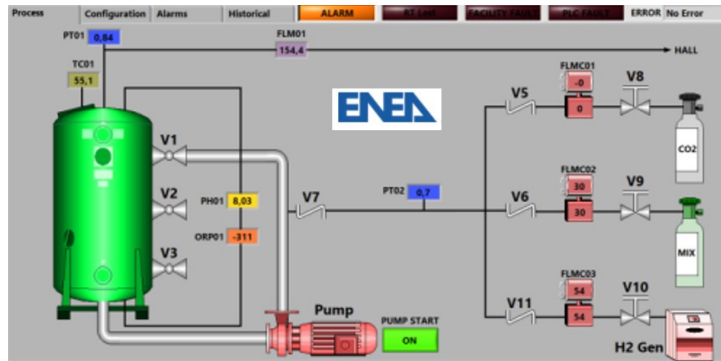 Process Configuration Alarms Historical ALARM FACILITY FAULT PLC FAULT ERROR No Error
PT01 0,84
FLM01
154,4
HALL
TC01
55,1
ENEA
FLMC01
-0
0
V5
V8
CO2
V1
V2
V3
PH01 8,03
ORP01 -311
V7
PT02 0,7
FLMC02
30
30
V6
V9
MIX
FLMC03
54
54
V11
V10
H2 Gen
Pump
PUMP START
ON